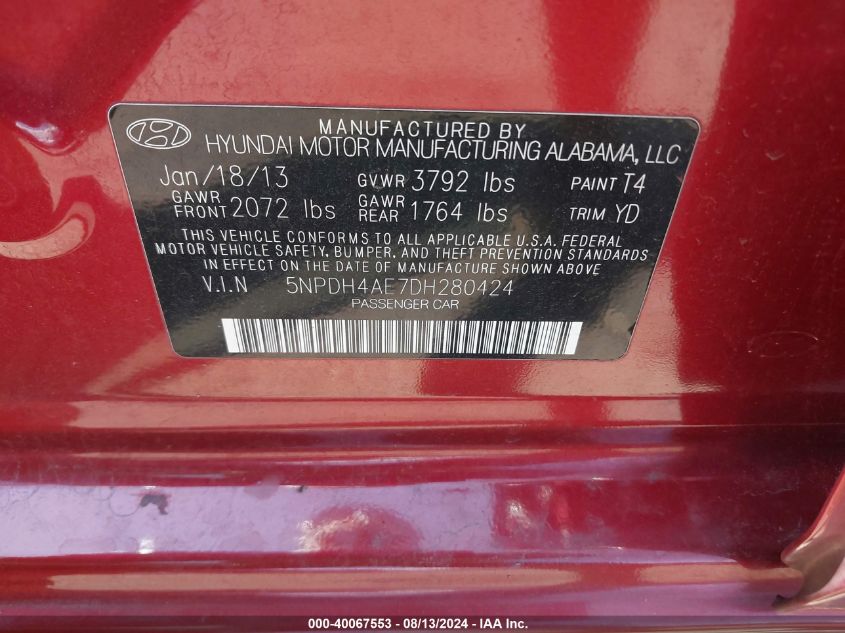 MANUFACTURED BY
HYUNDAI MOTOR MANUFACTURING ALABAMA, LLC
Jan/18/13 GVWR 3792 lbs PAINT T4
GAWR FRONT 2072 lbs GAWR REAR 1764 lbs TRIM YD
THIS VEHICLE CONFORMS TO ALL APPLICABLE U.S.A. FEDERAL
MOTOR VEHICLE SAFETY, BUMPER, AND THEFT PREVENTION STANDARDS
IN EFFECT ON THE DATE OF MANUFACTURE SHOWN ABOVE.
V.I.N 5NPDH4AE7DH280424
PASSENGER CAR
000-40067553 - 08/13/2024 - IAA Inc.